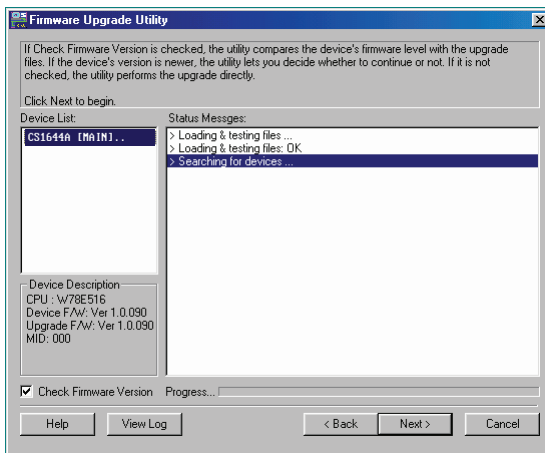 Firmware Upgrade Utility
If Check Firmware Version is checked, the utility compares the device's firmware level with the upgrade
files. If the device's version is newer, the utility lets you decide whether to continue or not. If it is not
checked, the utility performs the upgrade directly.
Click Next to begin.
Device List:
Status Messges:
CS1644A [MAIN]..
> Loading & testing files ...
> Loading & testing files: OK
> Searching for devices ...
Device Description
CPU : W78E516
Device F/W: Ver 1.0.090
Upgrade F/W: Ver 1.0.090
MID: 000
Check Firmware Version
Progress...
Help
View Log
< Back
Next >
Cancel